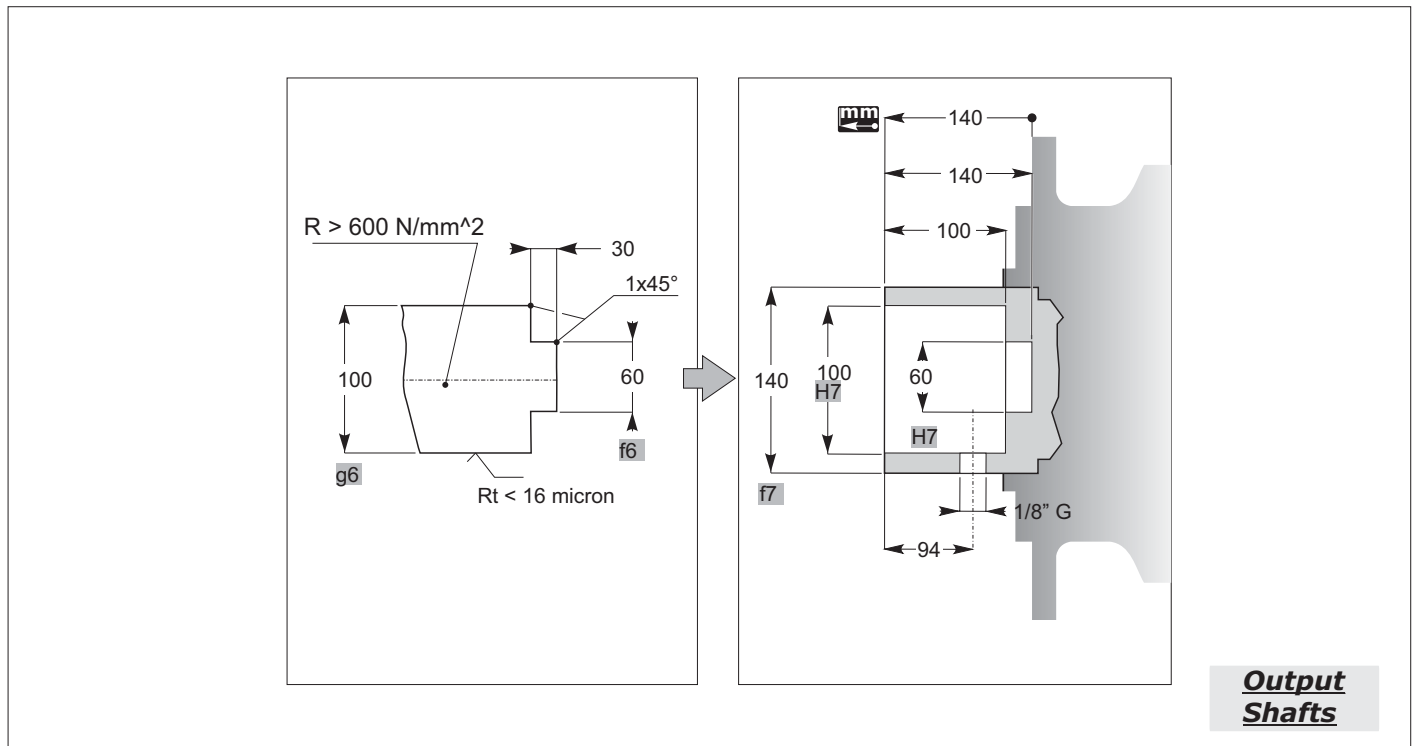 R > 600 N/mm^2
30
1x45°
100
60
g6
f6
Rt < 16 micron
mm
140
140
100
140
100
H7
60
H7
f7
1/8” G
94
Output
Shafts